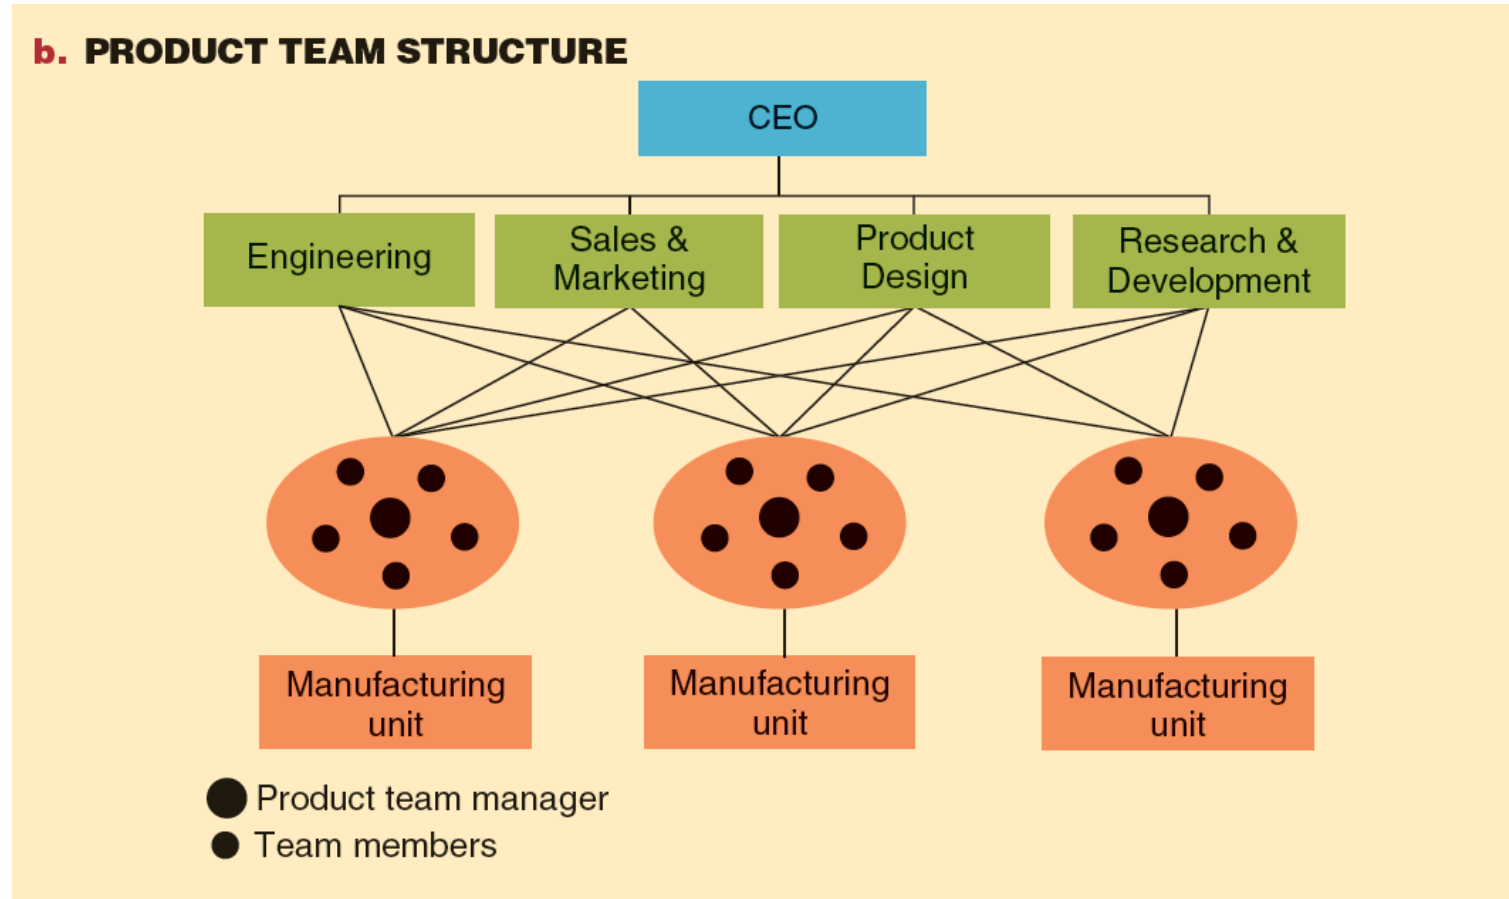 b. PRODUCT TEAM STRUCTURE
CEO
Engineering
Sales &
Marketing
Product
Design
Research &
Development
Manufacturing
unit
Manufacturing
unit
Manufacturing
unit
Product team manager
Team members